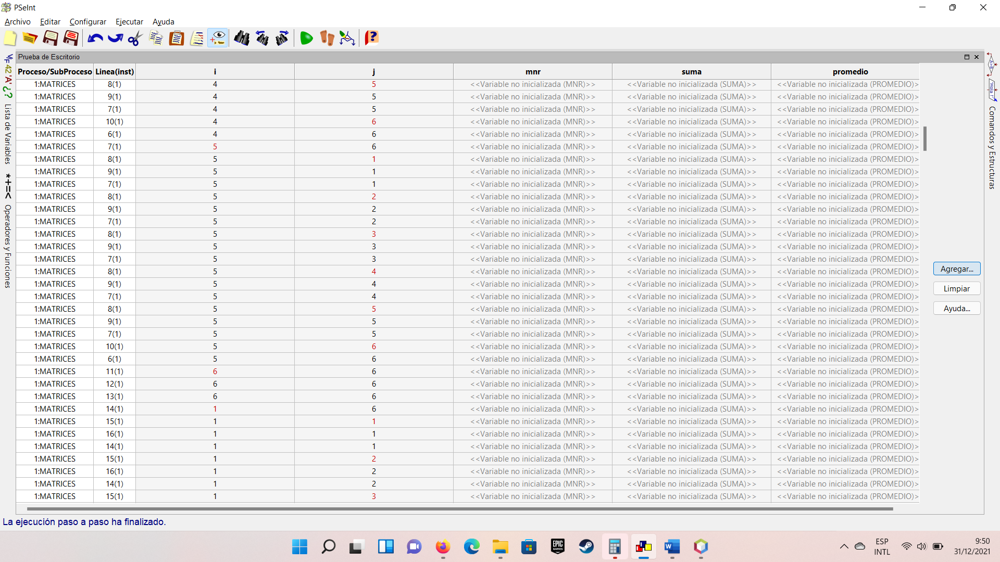 PSeInt
Archivo Editar Configurar Ejecutar Ayuda
Prueba de Escritorio
Proceso/SubProceso Linea(inst) i j mnr suma promedio
1:MATRICES 8(1) 4 5 <<Variable no inicializada (MNR)>> <<Variable no inicializada (SUMA)>> <<Variable no inicializada (PROMEDIO)>
1:MATRICES 9(1) 4 5 <<Variable no inicializada (MNR)>> <<Variable no inicializada (SUMA)>> <<Variable no inicializada (PROMEDIO)>
1:MATRICES 7(1) 4 5 <<Variable no inicializada (MNR)>> <<Variable no inicializada (SUMA)>> <<Variable no inicializada (PROMEDIO)>
1:MATRICES 10(1) 4 6 <<Variable no inicializada (MNR)>> <<Variable no inicializada (SUMA)>> <<Variable no inicializada (PROMEDIO)>
1:MATRICES 6(1) 4 6 <<Variable no inicializada (MNR)>> <<Variable no inicializada (SUMA)>> <<Variable no inicializada (PROMEDIO)>
1:MATRICES 7(1) 5 6 <<Variable no inicializada (MNR)>> <<Variable no inicializada (SUMA)>> <<Variable no inicializada (PROMEDIO)>
1:MATRICES 8(1) 5 1 <<Variable no inicializada (MNR)>> <<Variable no inicializada (SUMA)>> <<Variable no inicializada (PROMEDIO)>
1:MATRICES 9(1) 5 1 <<Variable no inicializada (MNR)>> <<Variable no inicializada (SUMA)>> <<Variable no inicializada (PROMEDIO)>
1:MATRICES 7(1) 5 1 <<Variable no inicializada (MNR)>> <<Variable no inicializada (SUMA)>> <<Variable no inicializada (PROMEDIO)>
1:MATRICES 8(1) 5 2 <<Variable no inicializada (MNR)>> <<Variable no inicializada (SUMA)>> <<Variable no inicializada (PROMEDIO)>
1:MATRICES 9(1) 5 2 <<Variable no inicializada (MNR)>> <<Variable no inicializada (SUMA)>> <<Variable no inicializada (PROMEDIO)>
1:MATRICES 7(1) 5 2 <<Variable no inicializada (MNR)>> <<Variable no inicializada (SUMA)>> <<Variable no inicializada (PROMEDIO)>
1:MATRICES 8(1) 5 3 <<Variable no inicializada (MNR)>> <<Variable no inicializada (SUMA)>> <<Variable no inicializada (PROMEDIO)>
1:MATRICES 9(1) 5 3 <<Variable no inicializada (MNR)>> <<Variable no inicializada (SUMA)>> <<Variable no inicializada (PROMEDIO)>
1:MATRICES 7(1) 5 3 <<Variable no inicializada (MNR)>> <<Variable no inicializada (SUMA)>> <<Variable no inicializada (PROMEDIO)>
1:MATRICES 8(1) 5 4 <<Variable no inicializada (MNR)>> <<Variable no inicializada (SUMA)>> <<Variable no inicializada (PROMEDIO)>
1:MATRICES 9(1) 5 4 <<Variable no inicializada (MNR)>> <<Variable no inicializada (SUMA)>> <<Variable no inicializada (PROMEDIO)>
1:MATRICES 7(1) 5 4 <<Variable no inicializada (MNR)>> <<Variable no inicializada (SUMA)>> <<Variable no inicializada (PROMEDIO)>
1:MATRICES 8(1) 5 5 <<Variable no inicializada (MNR)>> <<Variable no inicializada (SUMA)>> <<Variable no inicializada (PROMEDIO)>
1:MATRICES 9(1) 5 5 <<Variable no inicializada (MNR)>> <<Variable no inicializada (SUMA)>> <<Variable no inicializada (PROMEDIO)>
1:MATRICES 7(1) 5 5 <<Variable no inicializada (MNR)>> <<Variable no inicializada (SUMA)>> <<Variable no inicializada (PROMEDIO)>
1:MATRICES 10(1) 5 6 <<Variable no inicializada (MNR)>> <<Variable no inicializada (SUMA)>> <<Variable no inicializada (PROMEDIO)>
1:MATRICES 6(1) 5 6 <<Variable no inicializada (MNR)>> <<Variable no inicializada (SUMA)>> <<Variable no inicializada (PROMEDIO)>
1:MATRICES 11(1) 6 6 <<Variable no inicializada (MNR)>> <<Variable no inicializada (SUMA)>> <<Variable no inicializada (PROMEDIO)>
1:MATRICES 12(1) 6 6 <<Variable no inicializada (MNR)>> <<Variable no inicializada (SUMA)>> <<Variable no inicializada (PROMEDIO)>
1:MATRICES 13(1) 6 6 <<Variable no inicializada (MNR)>> <<Variable no inicializada (SUMA)>> <<Variable no inicializada (PROMEDIO)>
1:MATRICES 14(1) 1 6 <<Variable no inicializada (MNR)>> <<Variable no inicializada (SUMA)>> <<Variable no inicializada (PROMEDIO)>
1:MATRICES 15(1) 1 1 <<Variable no inicializada (MNR)>> <<Variable no inicializada (SUMA)>> <<Variable no inicializada (PROMEDIO)>
1:MATRICES 16(1) 1 1 <<Variable no inicializada (MNR)>> <<Variable no inicializada (SUMA)>> <<Variable no inicializada (PROMEDIO)>
1:MATRICES 14(1) 1 1 <<Variable no inicializada (MNR)>> <<Variable no inicializada (SUMA)>> <<Variable no inicializada (PROMEDIO)>
1:MATRICES 15(1) 1 2 <<Variable no inicializada (MNR)>> <<Variable no inicializada (SUMA)>> <<Variable no inicializada (PROMEDIO)>
1:MATRICES 16(1) 1 2 <<Variable no inicializada (MNR)>> <<Variable no inicializada (SUMA)>> <<Variable no inicializada (PROMEDIO)>
1:MATRICES 14(1) 1 2 <<Variable no inicializada (MNR)>> <<Variable no inicializada (SUMA)>> <<Variable no inicializada (PROMEDIO)>
1:MATRICES 15(1) 1 3 <<Variable no inicializada (MNR)>> <<Variable no inicializada (SUMA)>> <<Variable no inicializada (PROMEDIO)>
V/F 42 'A' ¿?
Lista de Variables
*+=<
Operadores y Funciones
A>B
'Hola !'
Comandos y Estructuras
Agregar...
Limpiar
Ayuda...
La ejecución paso a paso ha finalizado.
EPIC GAMES
W
ESP
INTL
9:50
31/12/2021